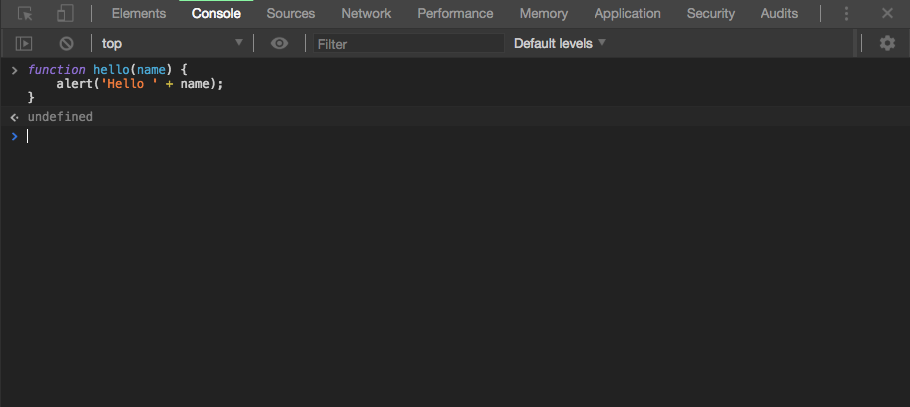 Elements Console Sources Network Performance Memory Application Security Audits
top Filter Default levels
function hello(name) {
    alert('Hello ' + name);
}
undefined